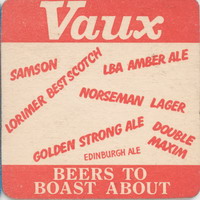 Vaux
SAMSON
LBA AMBER ALE
LORIMER BEST SCOTCH
NORSEMAN LAGER
GOLDEN STRONG ALE
DOUBLE
MAXIM
EDINBURGH ALE
BEERS TO
BOAST ABOUT